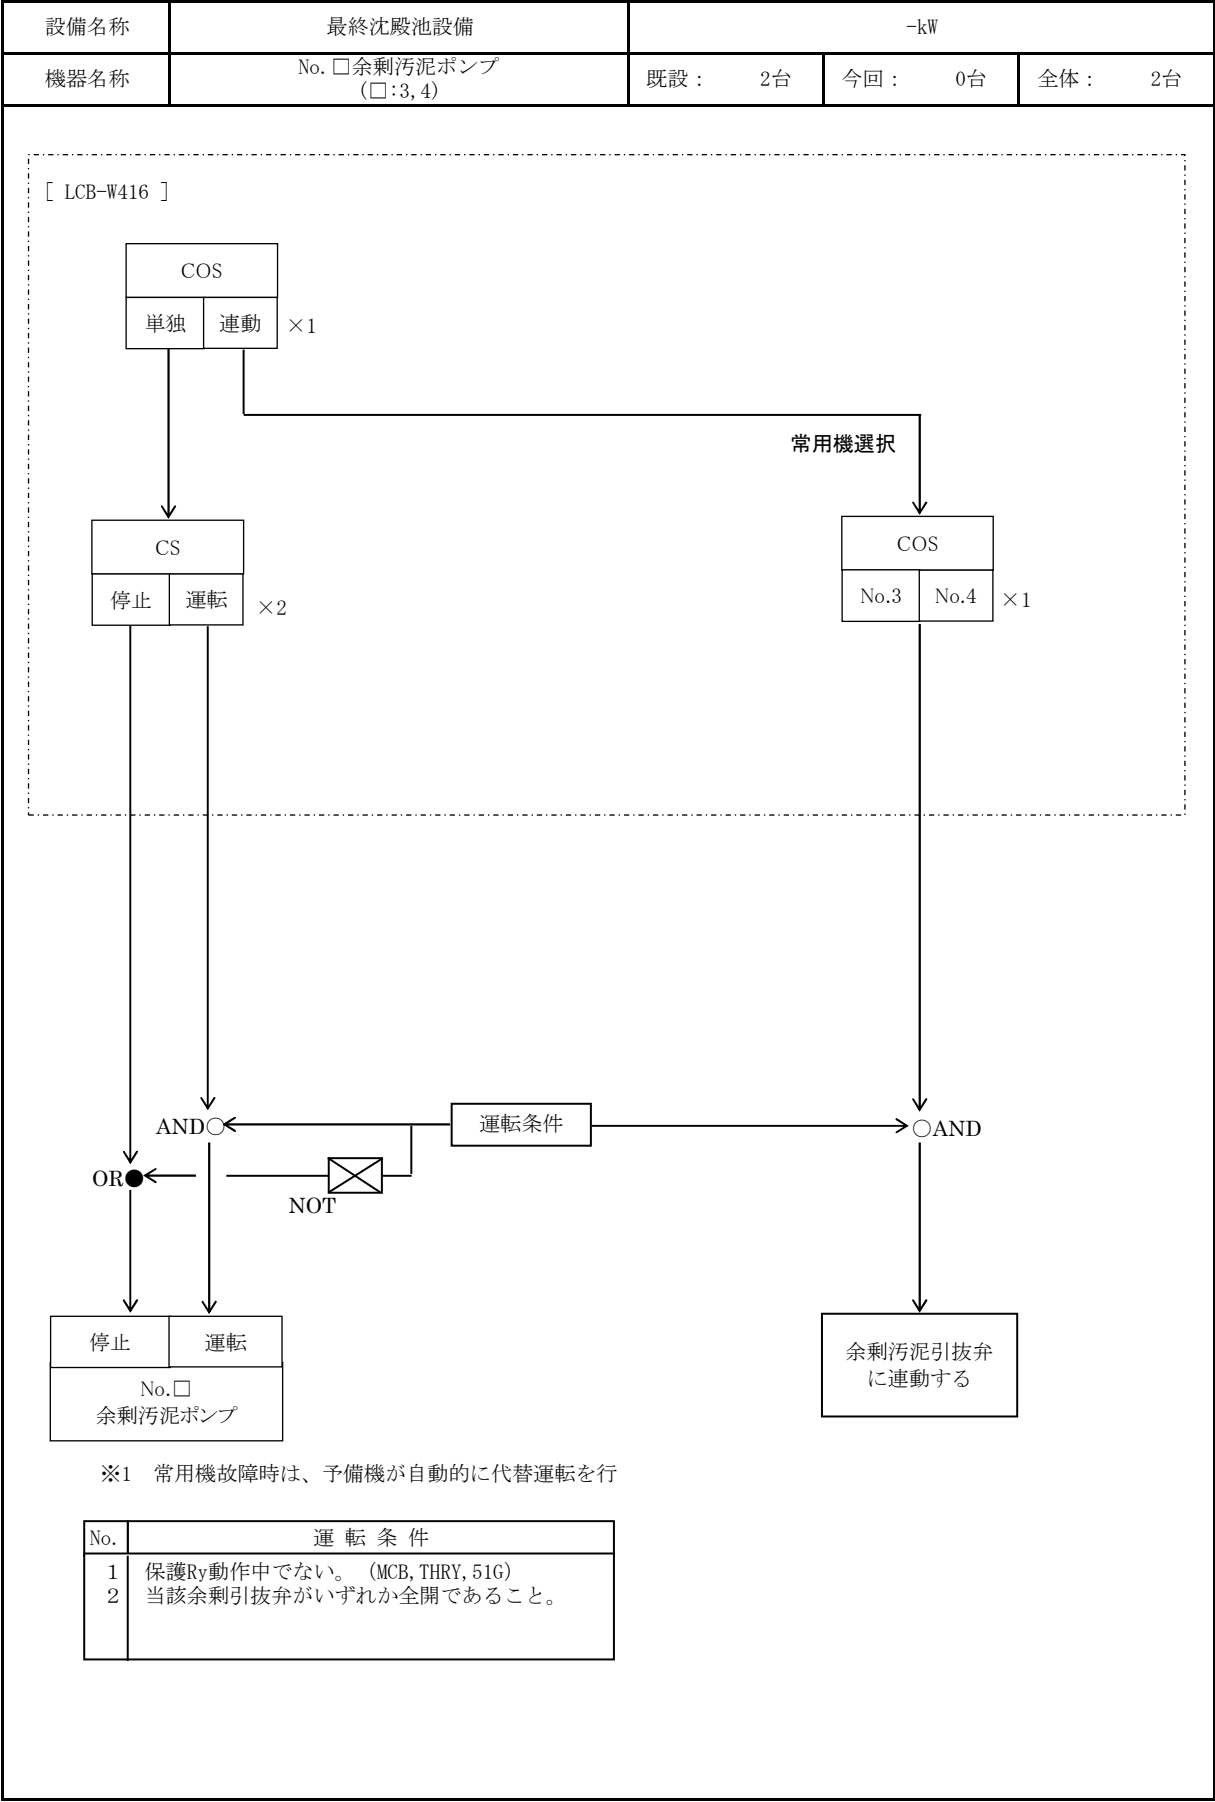 設備名称 最終沈殿池設備 -kW
機器名称 No.□余剰汚泥ポンプ
(□:3,4)
既設： 2台 今回： 0台 全体： 2台
[ LCB-W416 ]
COS
単独 連動 ×1
常用機選択
CS
停止 運転 ×2
COS
No.3 No.4 ×1
AND○ 運転条件 ○AND
OR●
NOT
停止 運転
No.□
余剰汚泥ポンプ
余剰汚泥引抜弁
に連動する
※1 常用機故障時は、予備機が自動的に代替運転を行
No. 運 転 条 件
1 保護Ry動作中でない。（MCB,THRY,51G)
2 当該余剰引抜弁がいずれか全開であること。